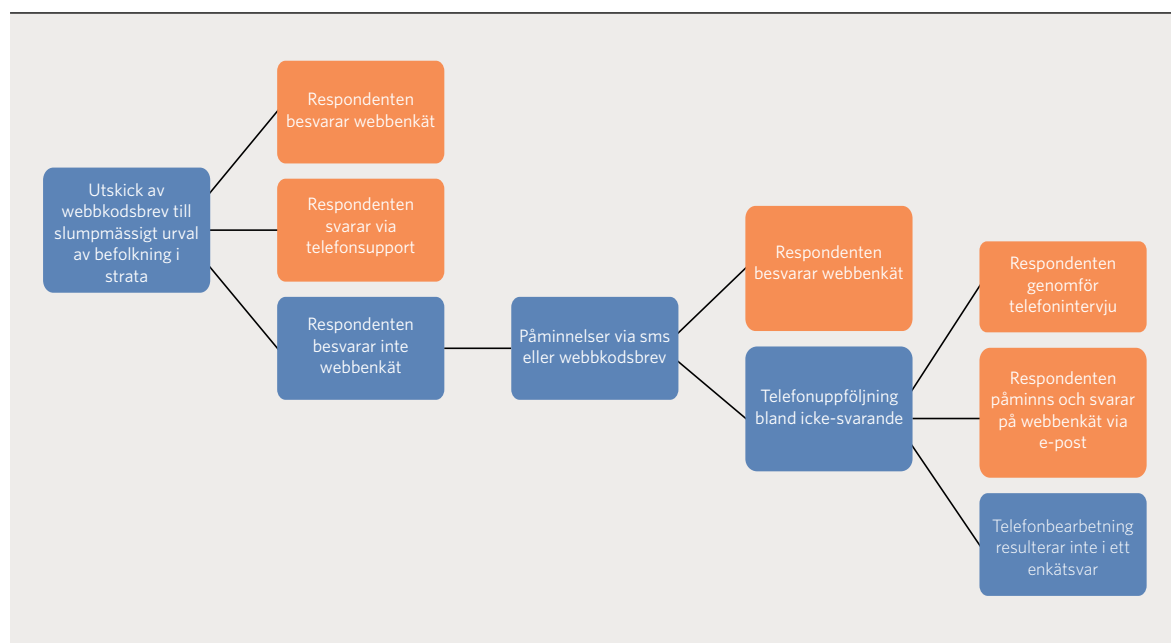 Utskick av
webbkodsbrev till
slumpmässigt urval
av befolkning i
strata
Respondenten
besvarar webbenkät
Respondenten
svarar via
telefonsupport
Respondenten
besvarar inte
webbenkät
Påminnelser via sms
eller webbkodsbrev
Respondenten
besvarar webbenkät
Telefonuppföljning
bland icke-svarande
Respondenten
genomför
telefonintervju
Respondenten
påminns och svarar
på webbenkät via
e-post
Telefonbearbetning
resulterar inte i ett
enkätsvar